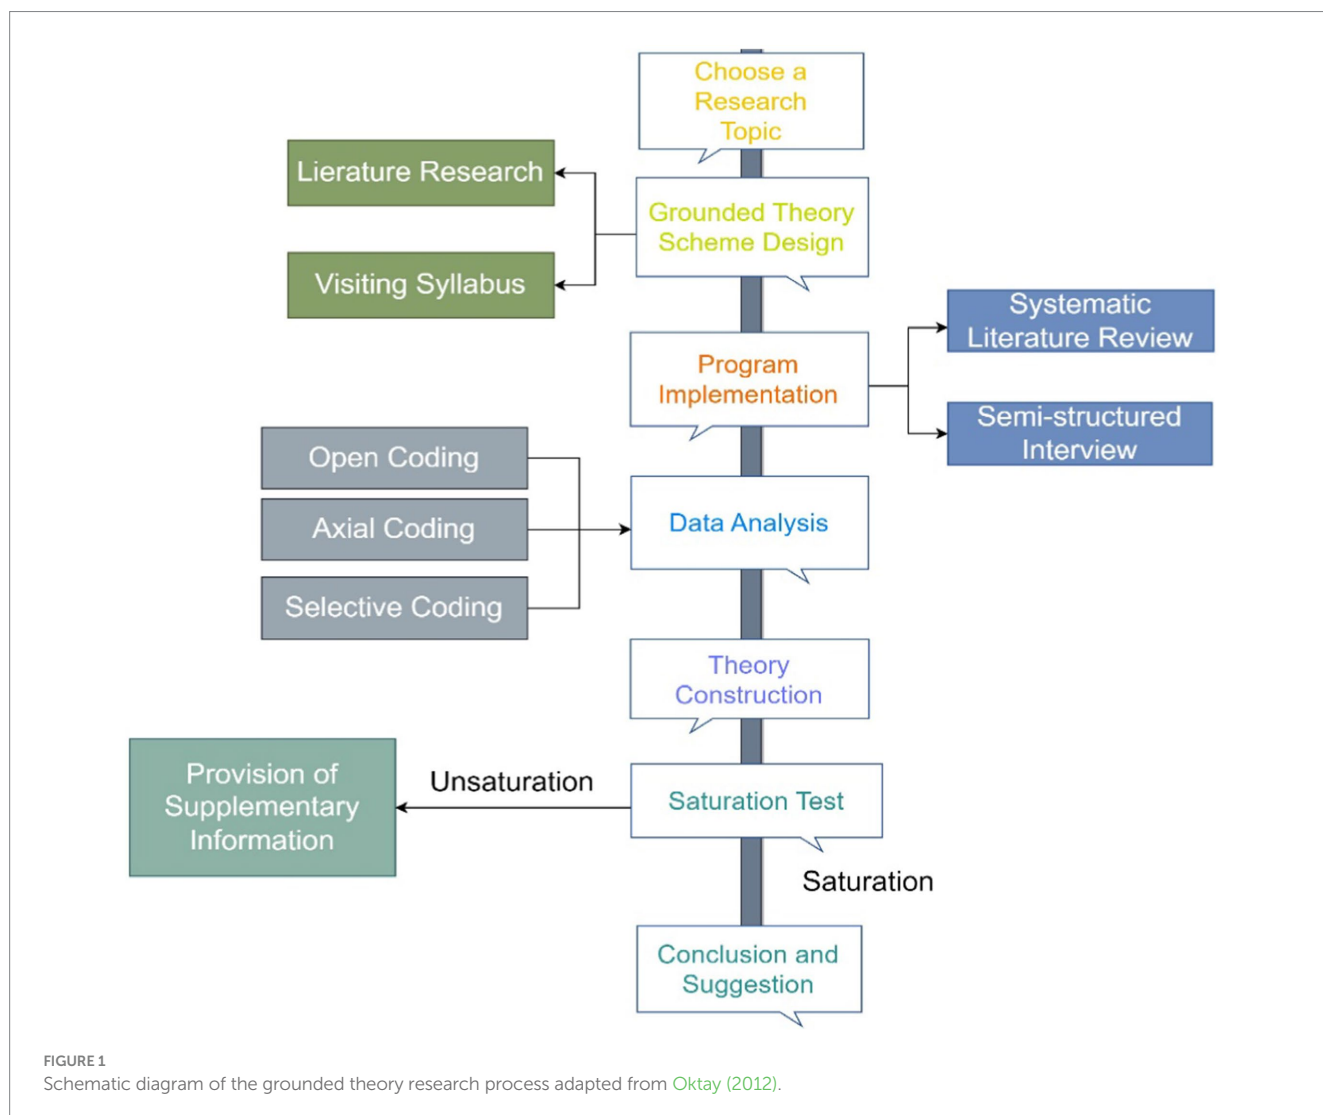 Choose a
Research
Topic
Lierature Research
Grounded Theory
Scheme Design
Visiting Syllabus
Systematic
Literature Review
Program
Implementation
Semi-structured
Interview
Open Coding
Axial Coding
Data Analysis
Selective Coding
Theory
Construction
Provision of
Supplementary
Information
Unsaturation
Saturation Test
Saturation
Conclusion and
Suggestion
FIGURE 1
Schematic diagram of the grounded theory research process adapted from Oktay (2012).